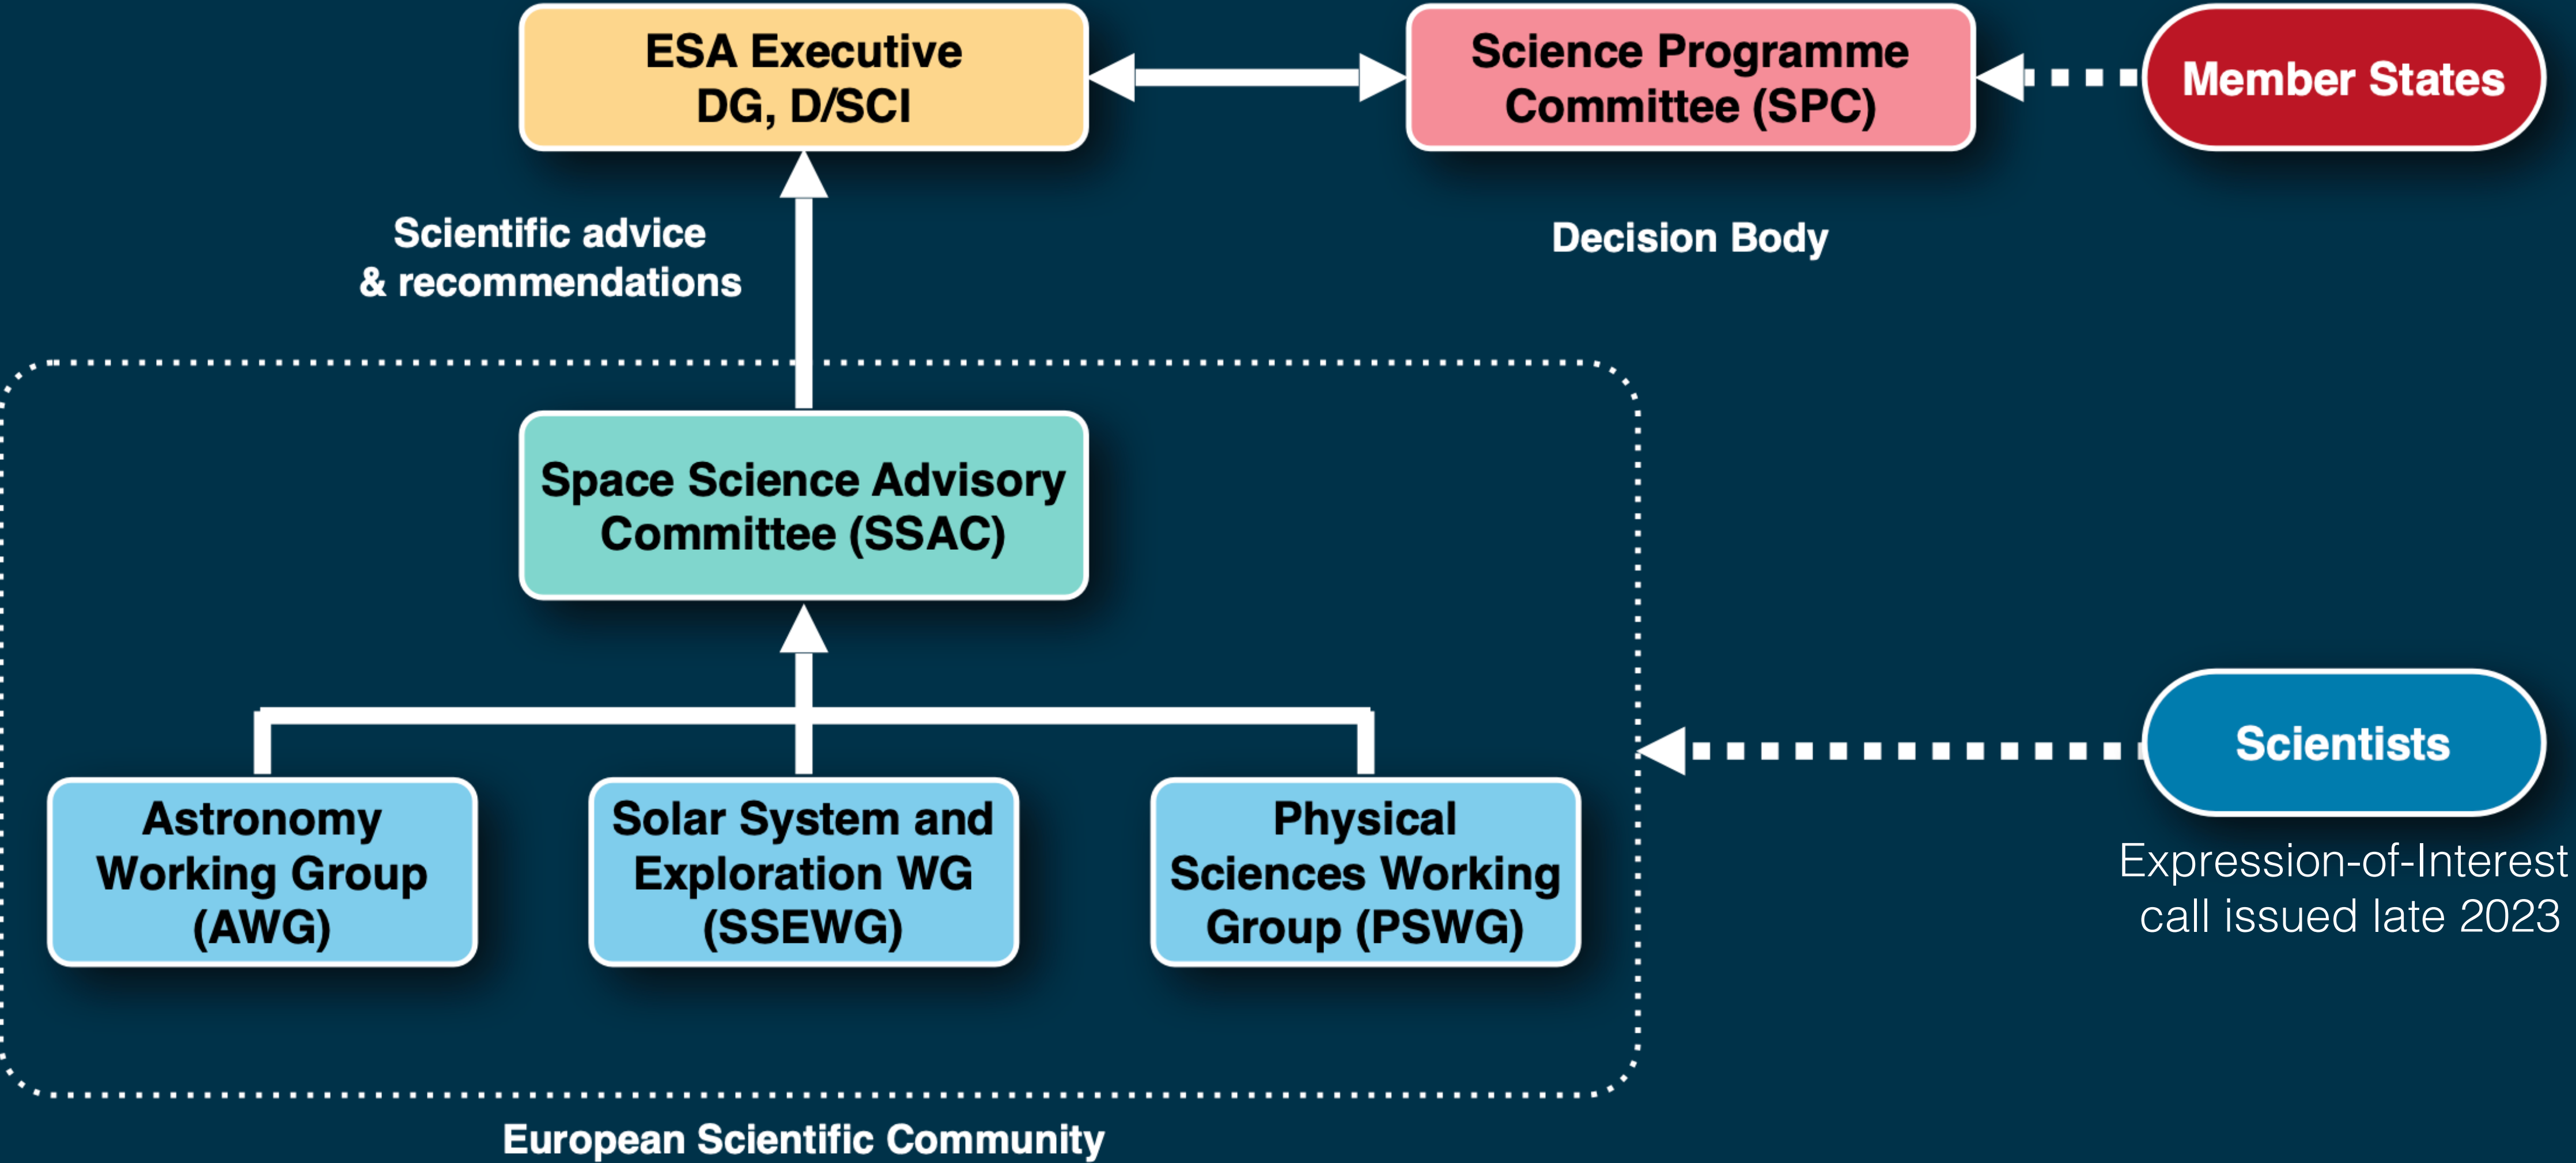 ESA Executive
DG, D/SCI
Science Programme
Committee (SPC)
Member States
Scientific advice
& recommendations
Decision Body
Space Science Advisory
Committee (SSAC)
Astronomy
Working Group
(AWG)
Solar System and
Exploration WG
(SSEWG)
Physical
Sciences Working
Group (PSWG)
Scientists
Expression-of-Interest
call issued late 2023
European Scientific Community